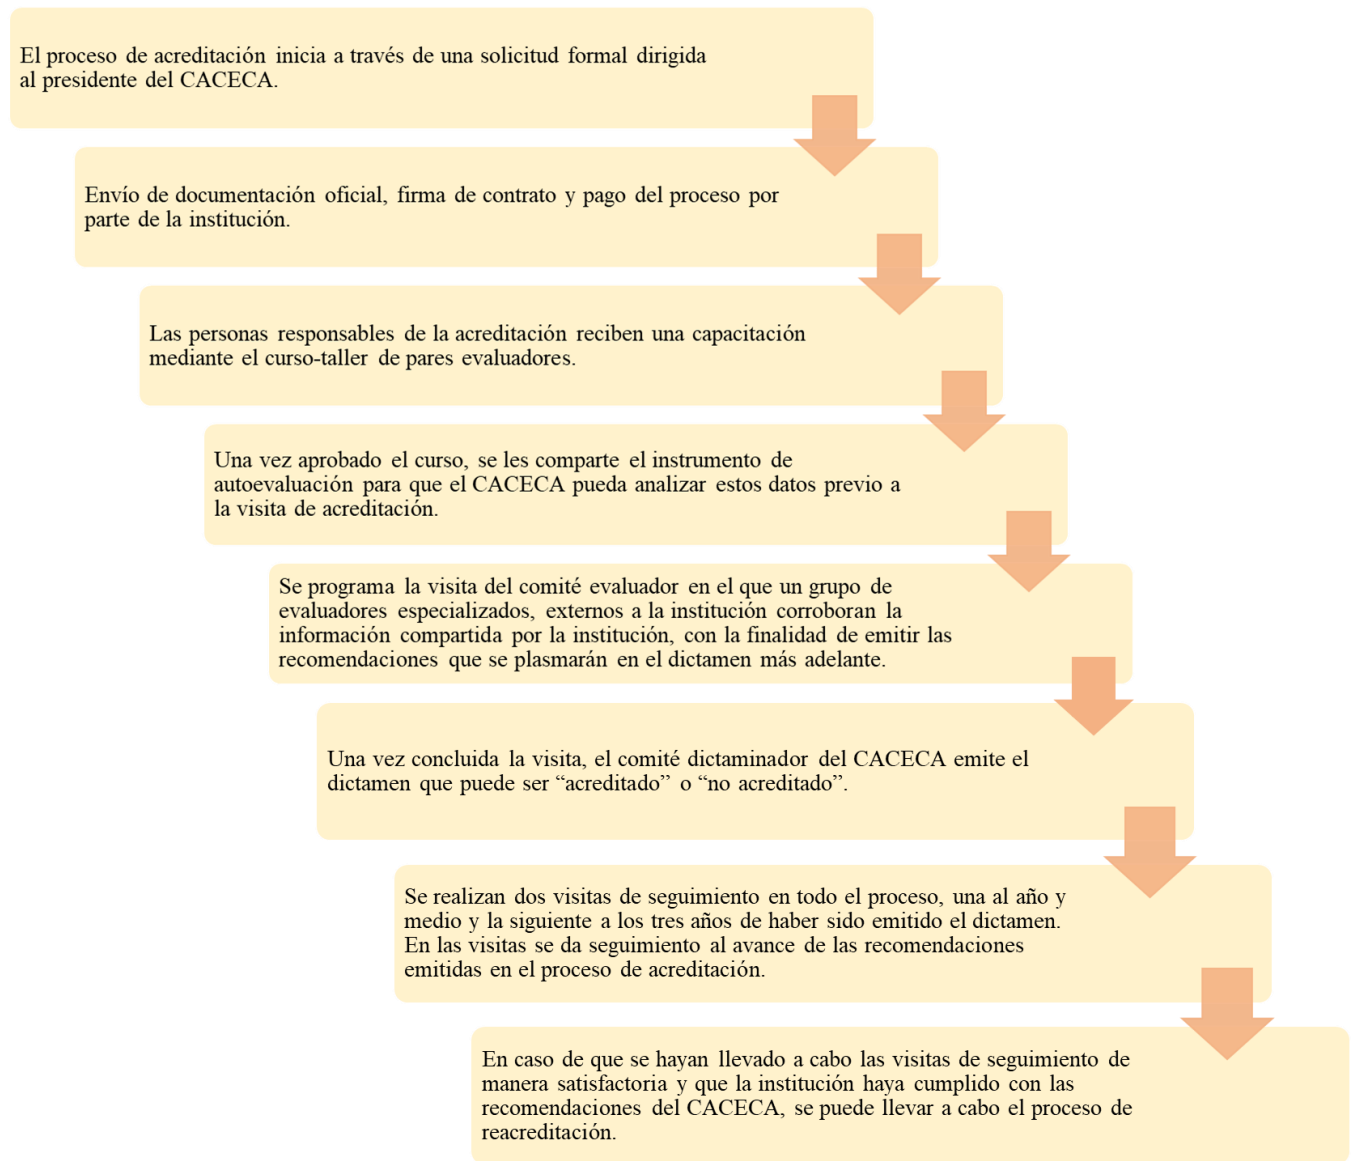 El proceso de acreditación inicia a través de una solicitud formal dirigida
al presidente del CACECA.
Envío de documentación oficial, firma de contrato y pago del proceso por
parte de la institución.
Las personas responsables de la acreditación reciben una capacitación
mediante el curso-taller de pares evaluadores.
Una vez aprobado el curso, se les comparte el instrumento de
autoevaluación para que el CACECA pueda analizar estos datos previo a
la visita de acreditación.
Se programa la visita del comité evaluador en el que un grupo de
evaluadores especializados, externos a la institución corroboran la
información compartida por la institución, con la finalidad de emitir las
recomendaciones que se plasmarán en el dictamen más adelante.
Una vez concluida la visita, el comité dictaminador del CACECA emite el
dictamen que puede ser “acreditado” o “no acreditado”.
Se realizan dos visitas de seguimiento en todo el proceso, una al año y
medio y la siguiente a los tres años de haber sido emitido el dictamen.
En las visitas se da seguimiento al avance de las recomendaciones
emitidas en el proceso de acreditación.
En caso de que se hayan llevado a cabo las visitas de seguimiento de
manera satisfactoria y que la institución haya cumplido con las
recomendaciones del CACECA, se puede llevar a cabo el proceso de
reacreditación.